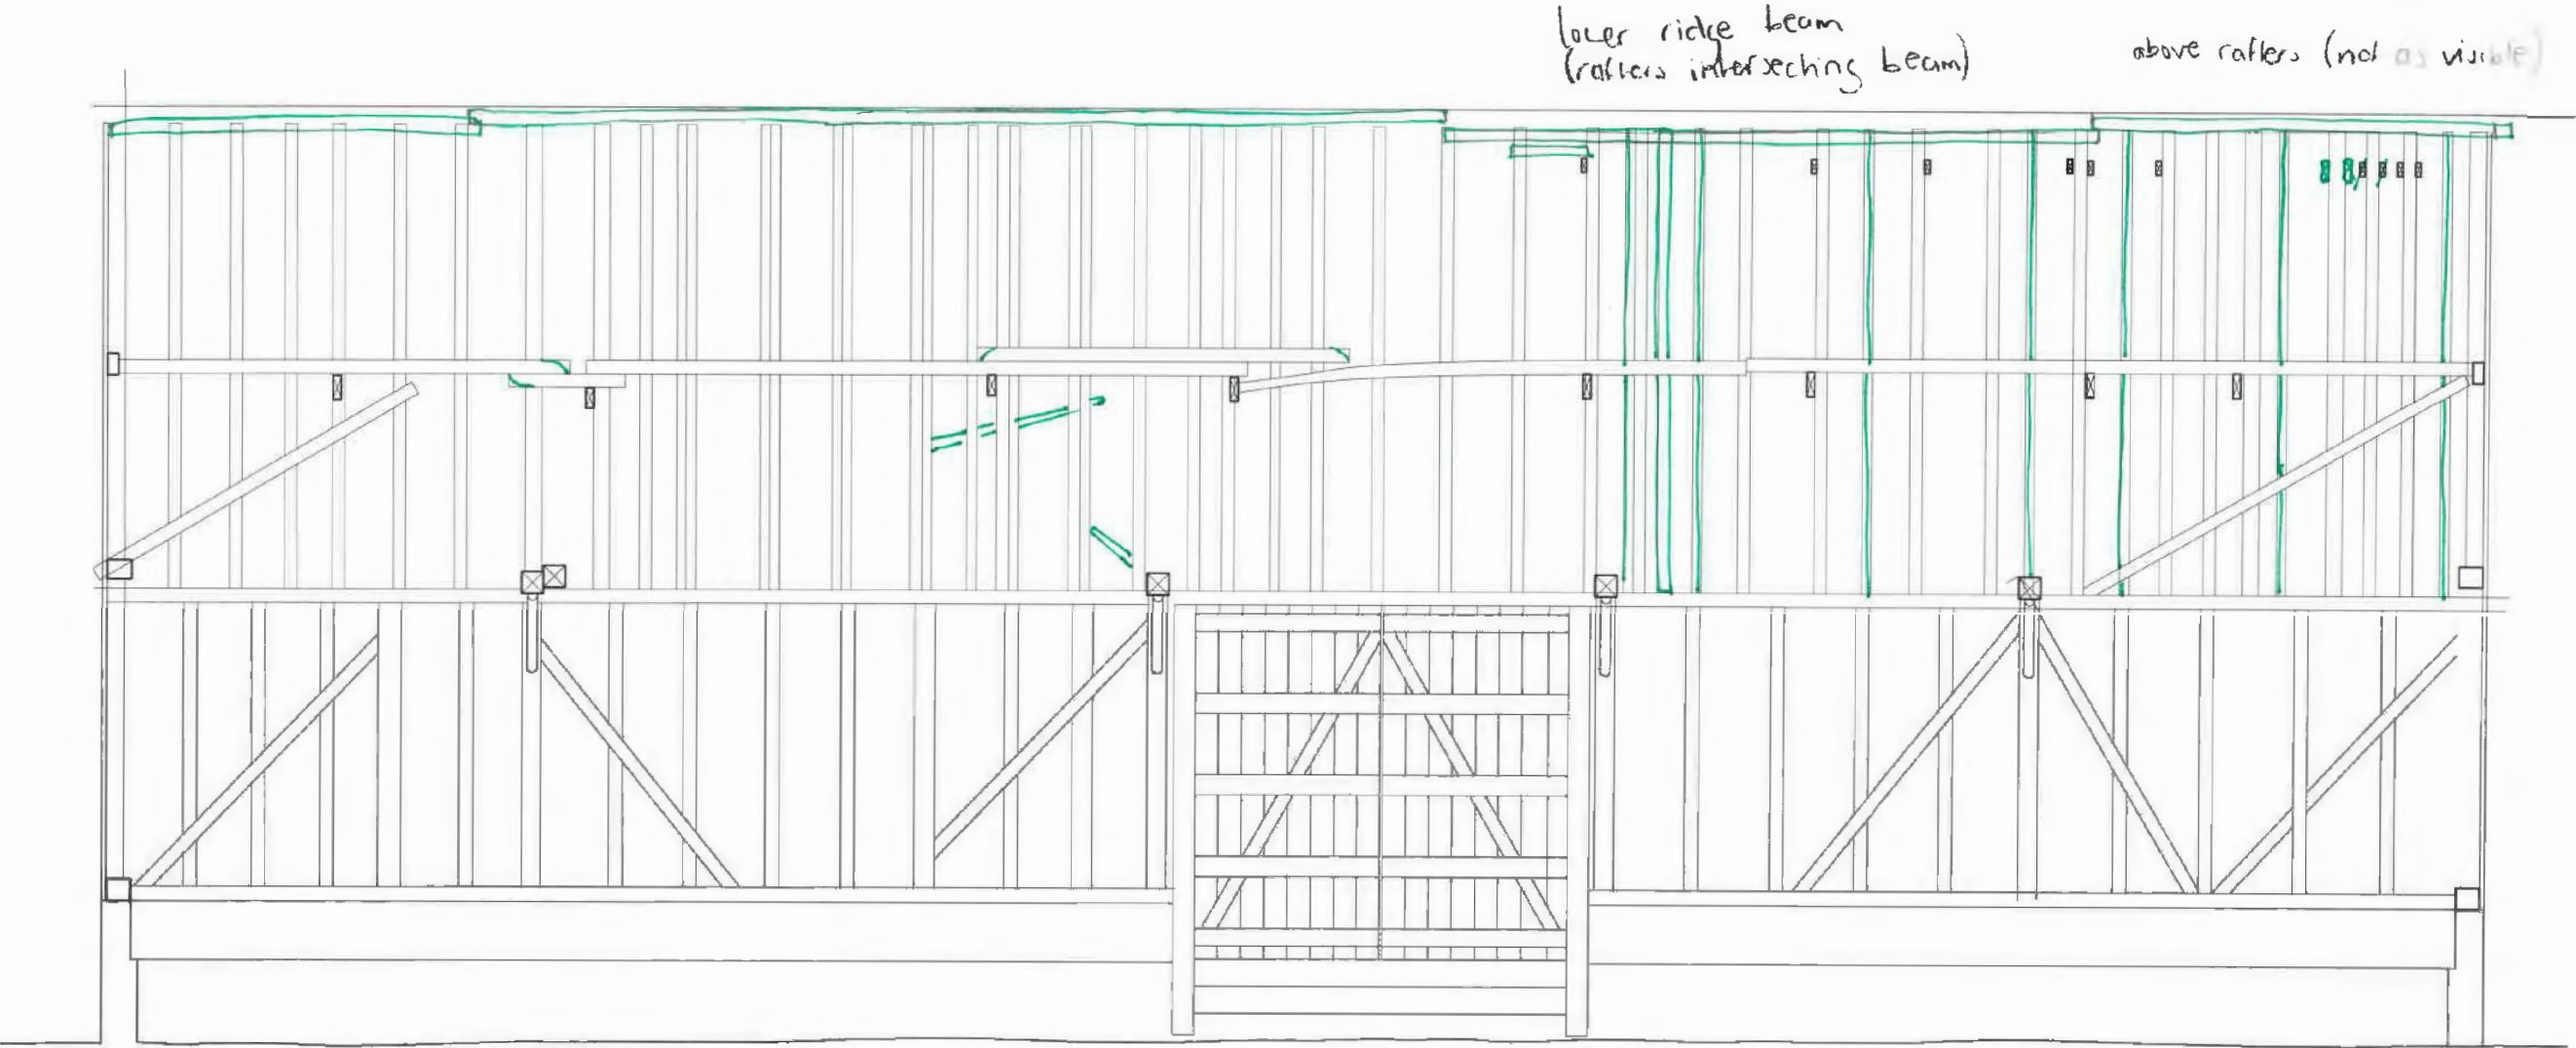 lower ridge beam
(rafters intersecting beam)
above rafters (not as visible)